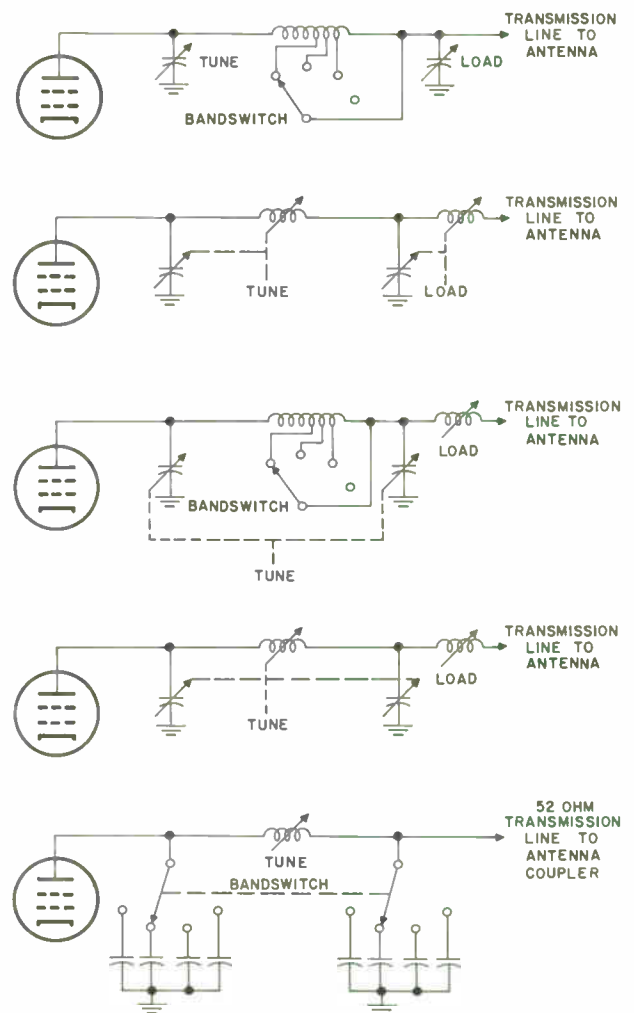 TRANSMISSION
LINE TO
ANTENNA
TUNE
LOAD
BANDSWITCH
TRANSMISSION
LINE TO
ANTENNA
TUNE
LOAD
TRANSMISSION
LINE TO
ANTENNA
LOAD
BANDSWITCH
TUNE
TRANSMISSION
LINE TO
ANTENNA
LOAD
TUNE
52 OHM
TRANSMISSION
LINE TO
ANTENNA
COUPLER
TUNE
BANDSWITCH